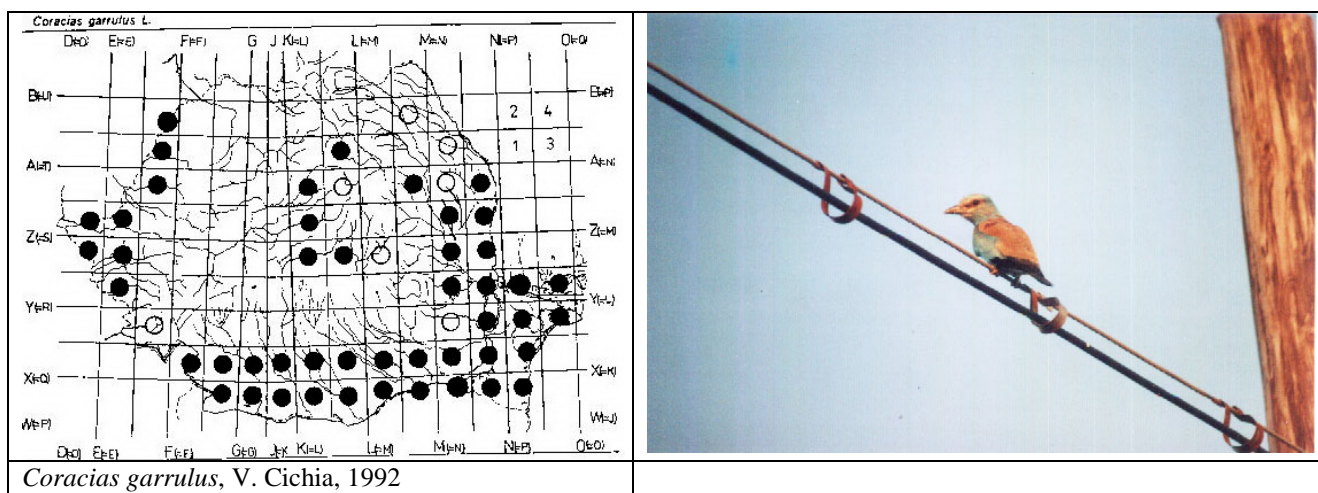 Coracias garrulus L.
D(=D) E(=E) F(=F) G J K(=L) L(=M) M(=N) N(=P) O(=Q)
B(=U) B(=P)
2 4
1 3
A(=T) A(=N)
Z(=S) Z(=M)
Y(=R) Y(=L)
X(=Q) X(=K)
W(=P) W(=J)
E(=E) F(=F) G(=G) K(=L) L(=M) M(=N) N(=P)
Coracias garrulus, V. Cichia, 1992